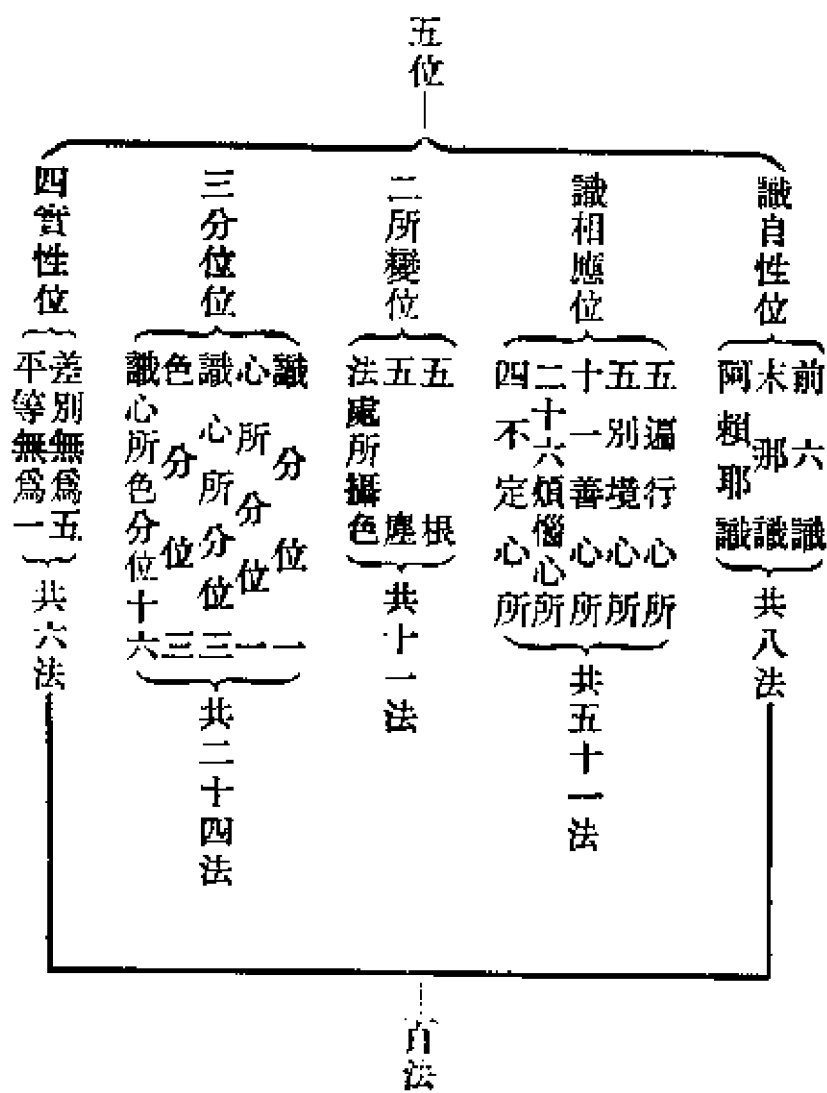 五位
識自性位
前六識
末那識
阿賴耶識
共八法
識相應位
五遍行心所
五別境心所
十一善心所
二十六煩惱心所
四不定心所
共五十一法
二所變位
五根
五塵
法處所攝色
共十一法
三分位位
識分位一
心所分位一
識心所分位三
色分位三
識心所色分位十六
共二十四法
四實性位
差別無爲五
平等無爲一
共六法
百法